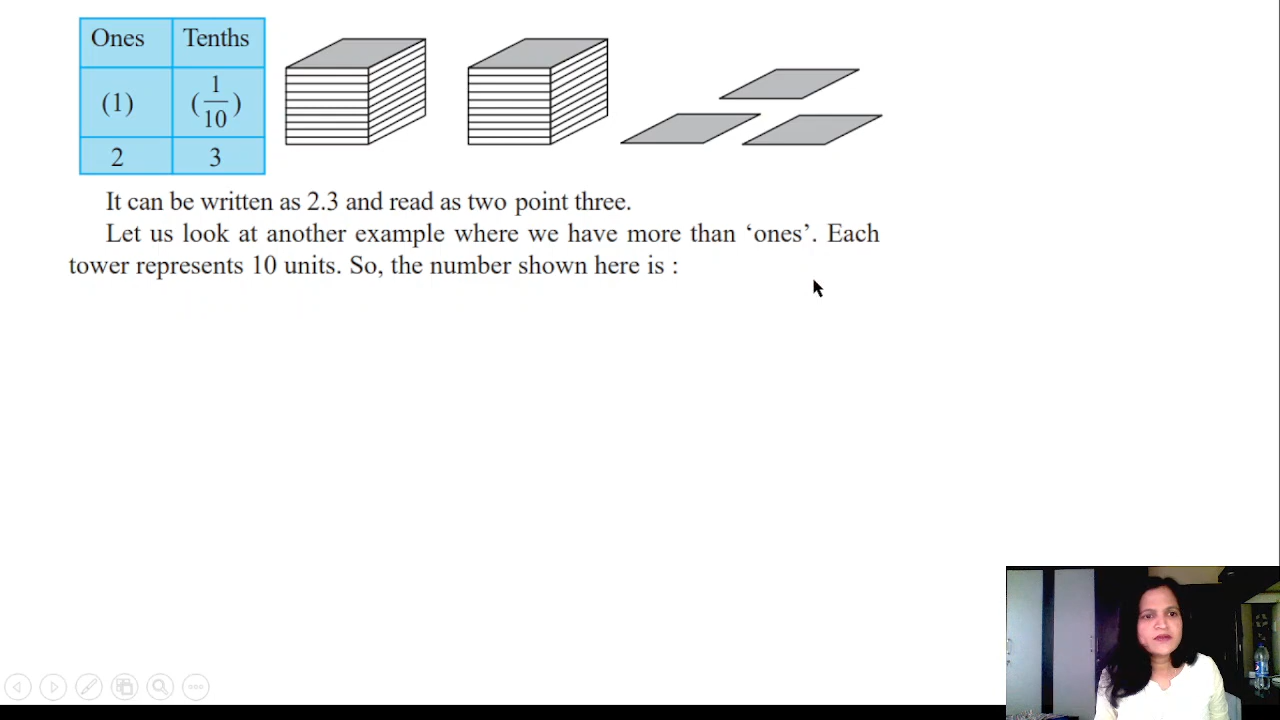 Ones Tenths
(1) (1/10)
2 3
It can be written as 2.3 and read as two point three.
Let us look at another example where we have more than ‘ones’. Each
tower represents 10 units. So, the number shown here is :